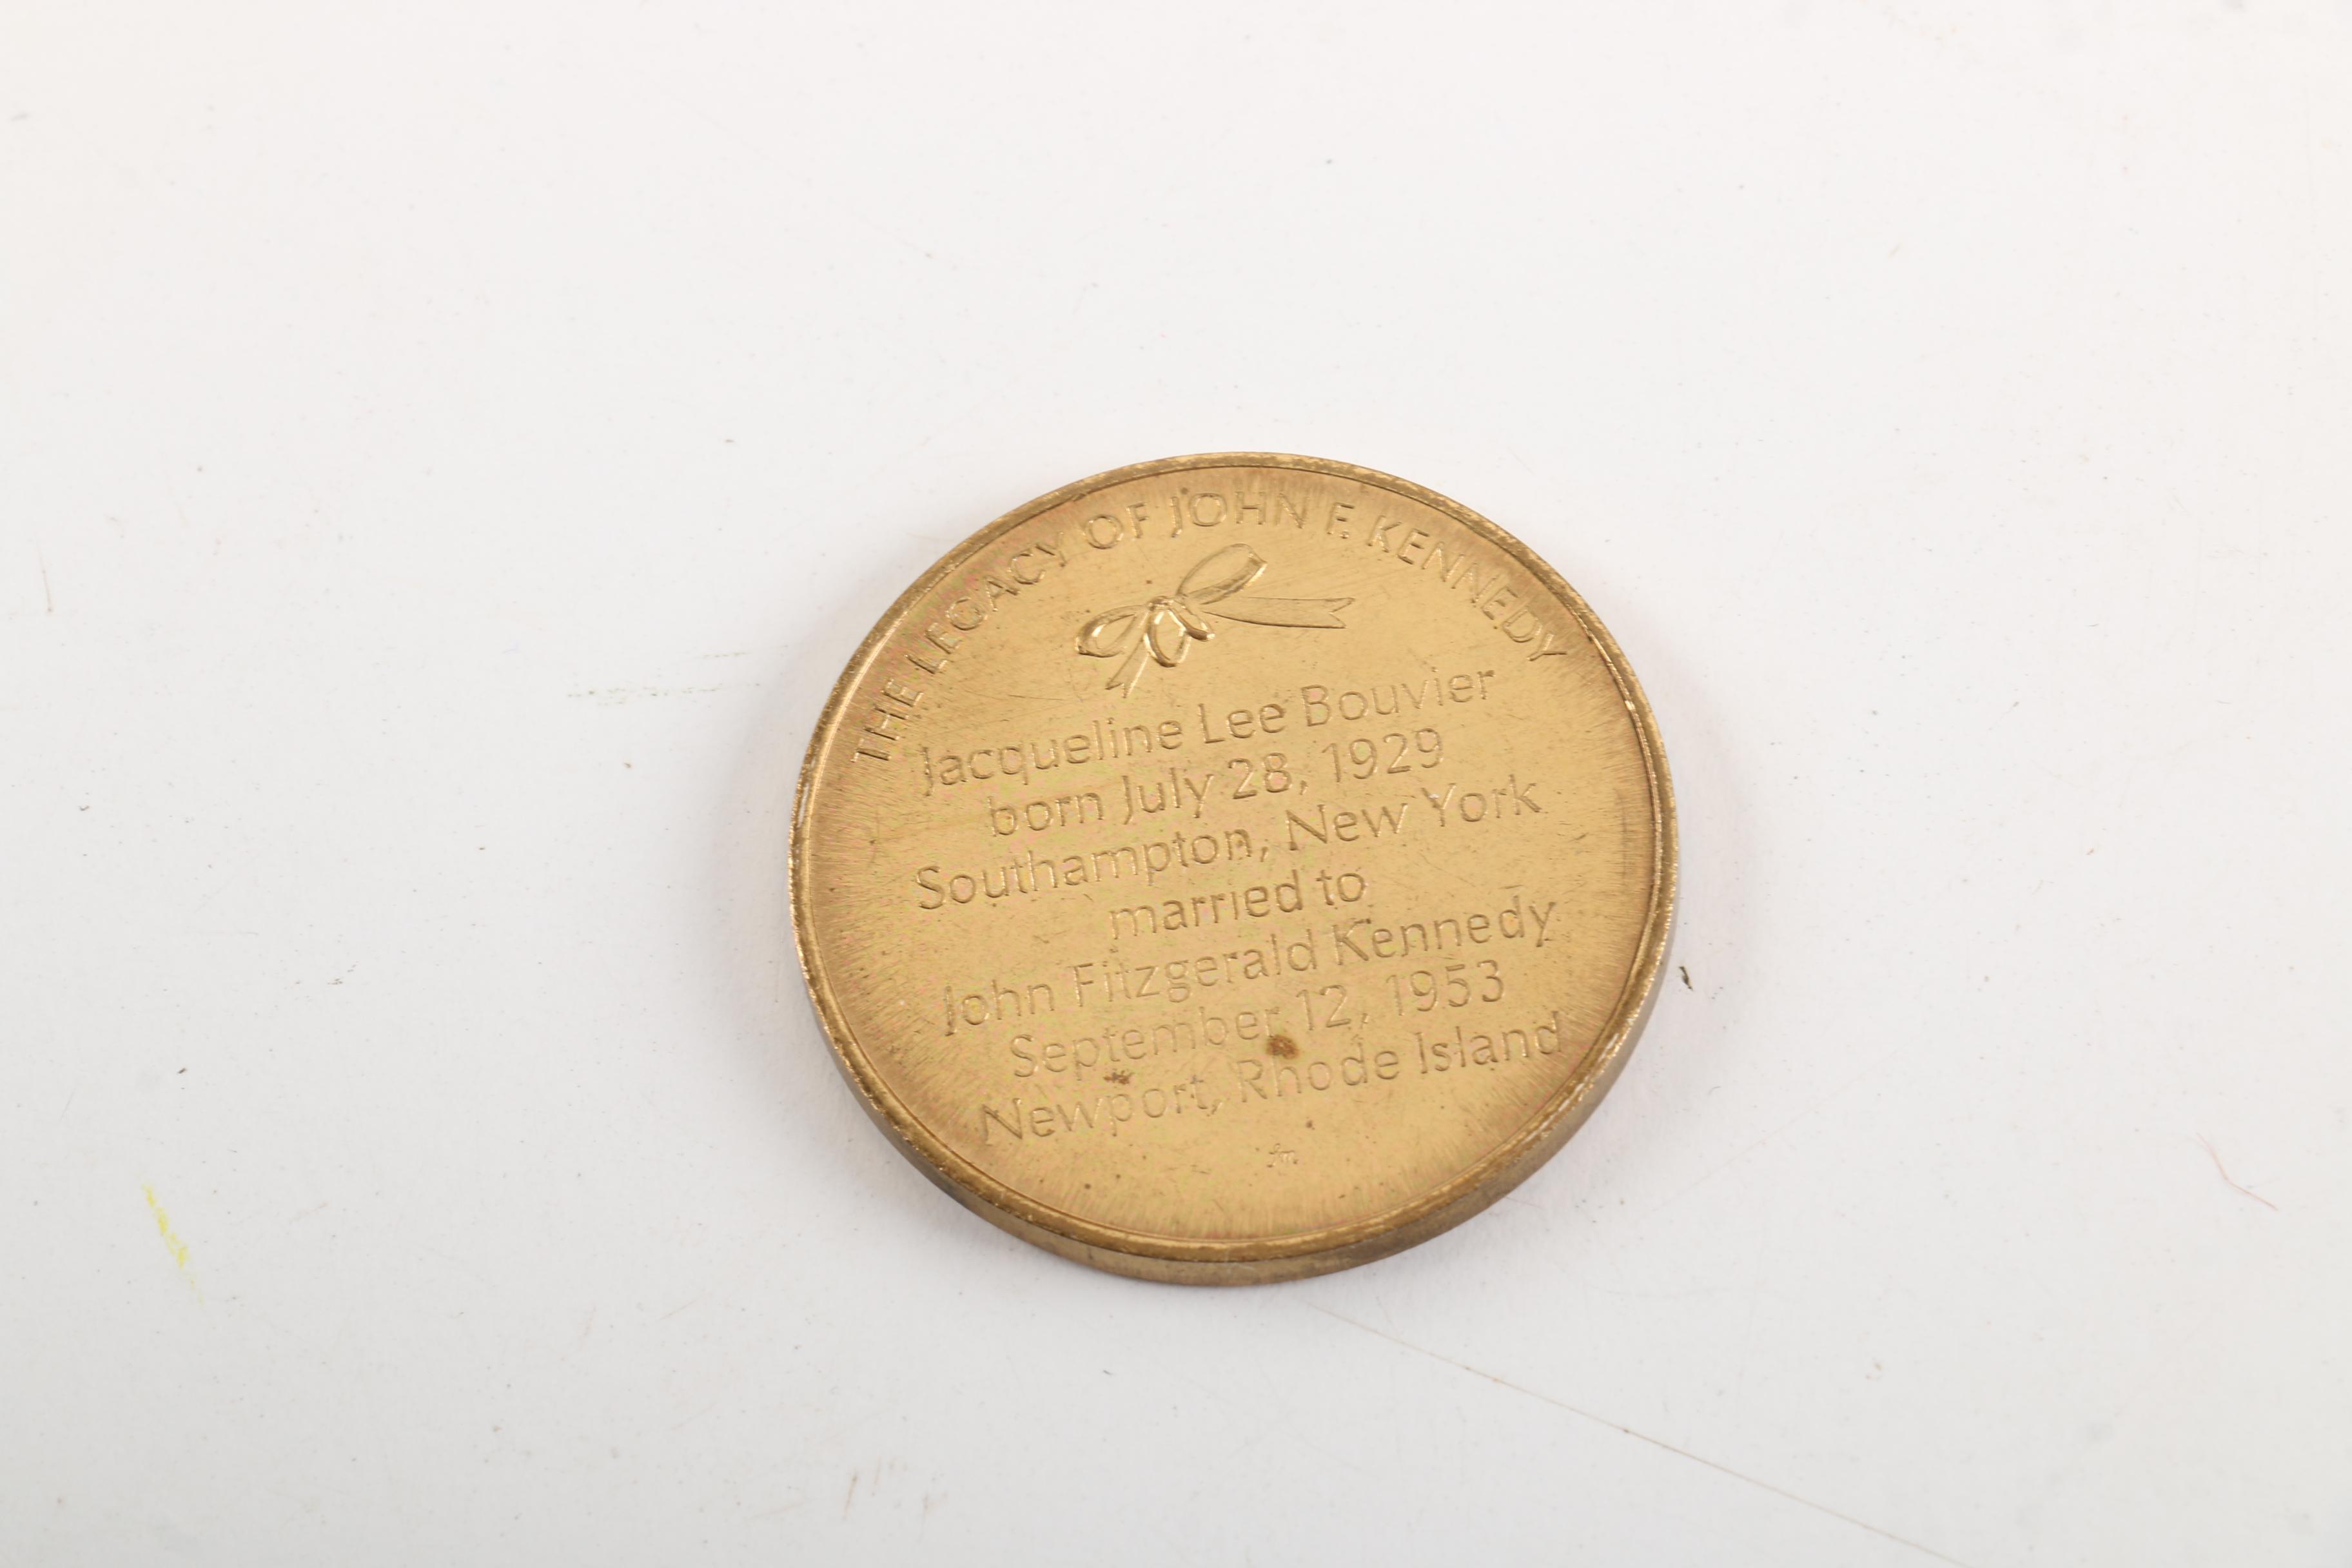 THE LEGACY OF JOHN F. KENNEDY
Jacqueline Lee Bouvier
born July 28, 1929
Southampton, New York
married to
John Fitzgerald Kennedy
September 12, 1953
Newport, Rhode Island
fm